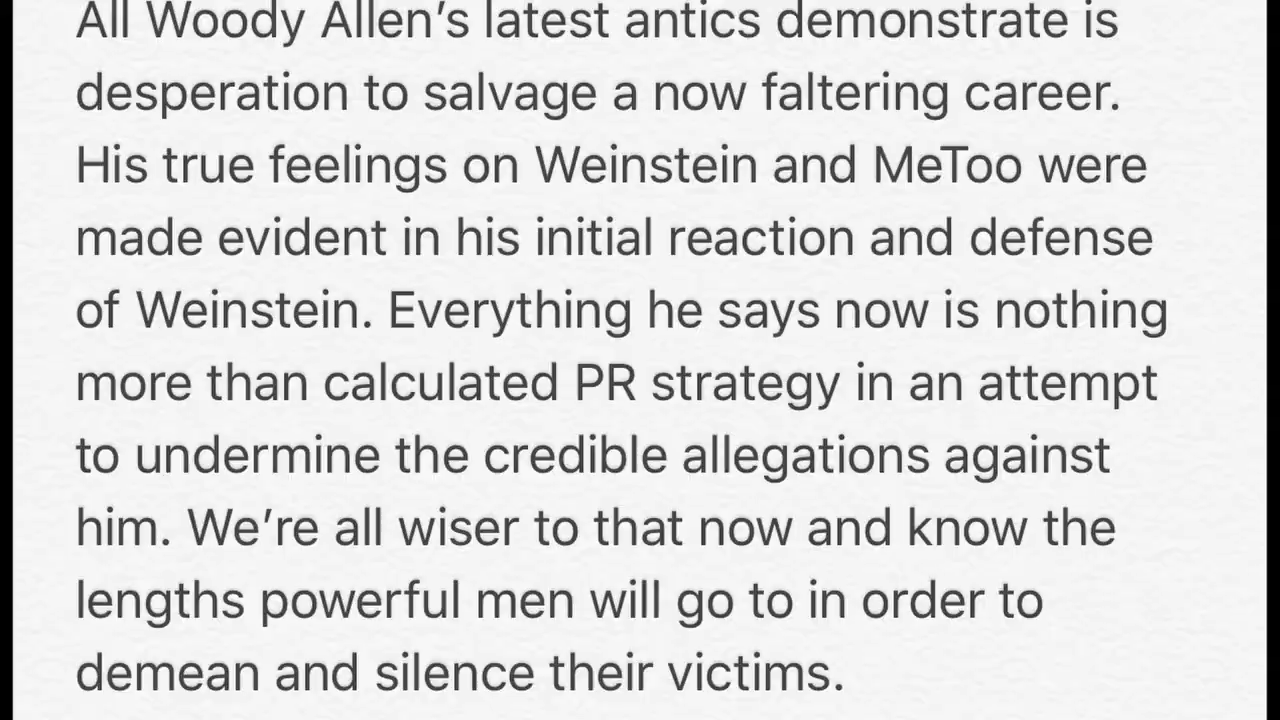 All Woody Allen’s latest antics demonstrate is
desperation to salvage a now faltering career.
His true feelings on Weinstein and MeToo were
made evident in his initial reaction and defense
of Weinstein. Everything he says now is nothing
more than calculated PR strategy in an attempt
to undermine the credible allegations against
him. We’re all wiser to that now and know the
lengths powerful men will go to in order to
demean and silence their victims.